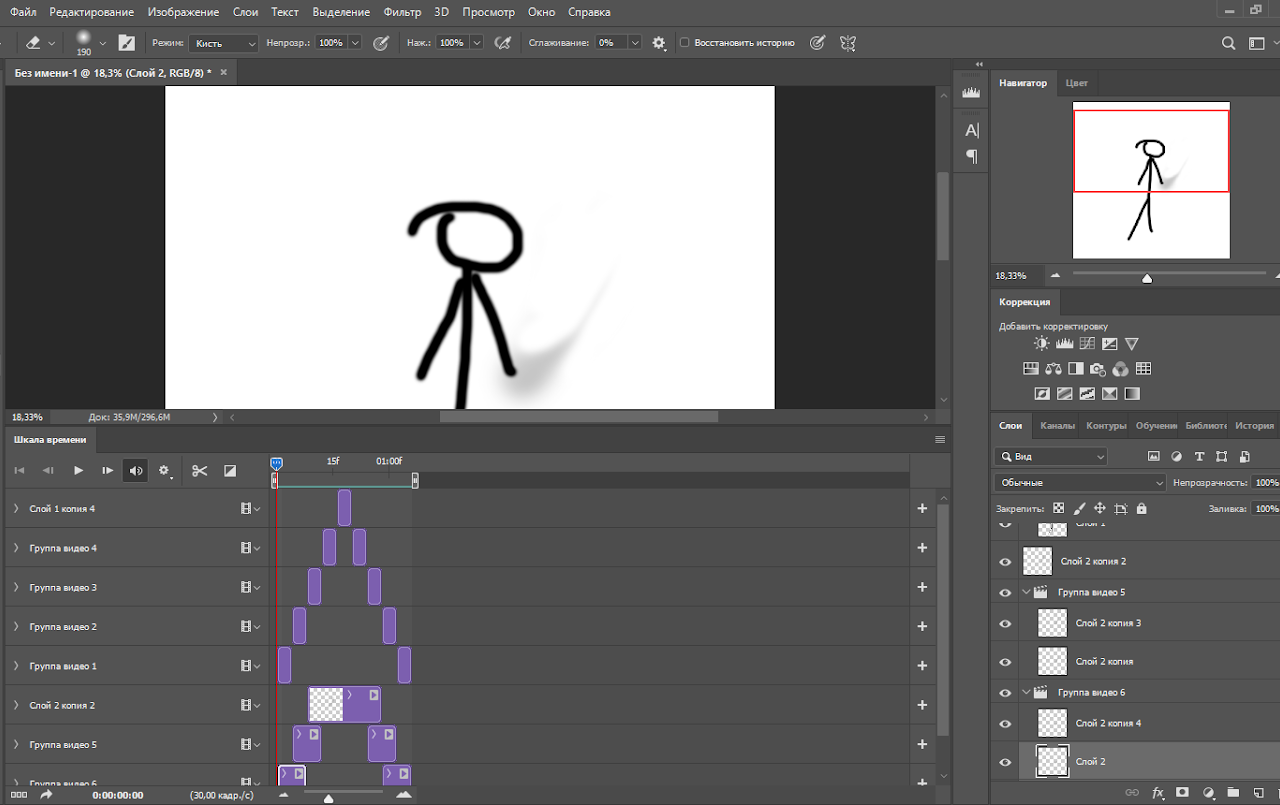 Файл Редактирование Изображение Слои Текст Выделение Фильтр 3D Просмотр Окно Справка
190 Режим: Кисть Непрозр.: 100% Наж.: 100% Сглаживание: 0% Восстановить историю
Без имени-1 @ 18,3% (Слой 2, RGB/8) * ×
Навигатор Цвет
18,33%
Коррекция
Добавить корректировку
18,33% Док: 35,9M/296,6M
Слои Каналы Контуры Обучени Библиоте История
Шкала времени
Вид
15f 01:00f
Обычные Непрозрачность: 100%
Закрепить: Заливка: 100%
Слой 1
Слой 1 копия 4
Группа видео 4
Группа видео 3
Группа видео 2
Группа видео 1
Слой 2 копия 2
Группа видео 5
Группа видео 6
Слой 2 копия 2
Группа видео 5
Слой 2 копия 3
Слой 2 копия
Группа видео 6
Слой 2 копия 4
Слой 2
0:00:00:00 (30,00 кадр./с)
fx